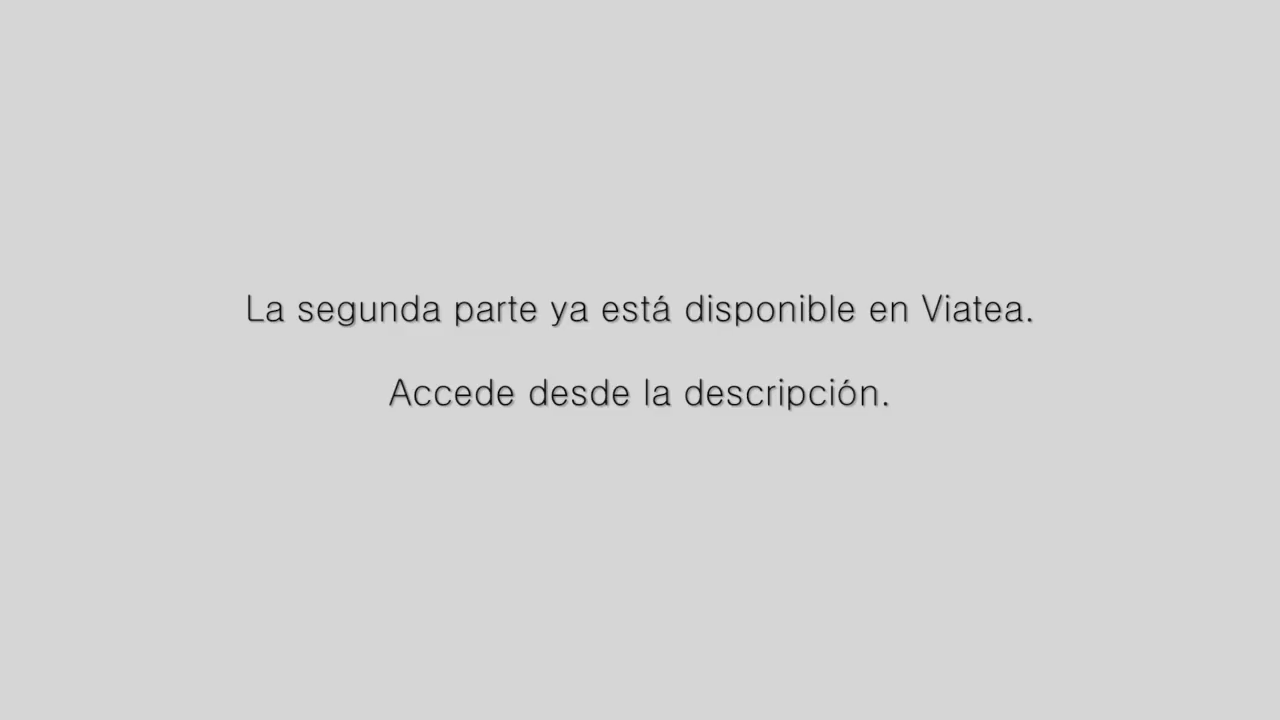 La segunda parte ya está disponible en Viatea.
Accede desde la descripción.